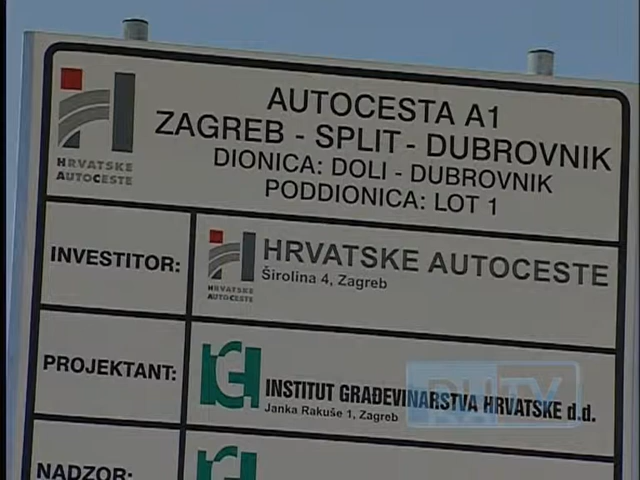 HRVATSKE
AUTOCESTE
AUTOCESTA A1
ZAGREB - SPLIT - DUBROVNIK
DIONICA: DOLI - DUBROVNIK
PODDIONICA: LOT 1
INVESTITOR:
HRVATSKE
AUTOCESTE
HRVATSKE AUTOCESTE
Širolina 4, Zagreb
PROJEKTANT:
INSTITUT GRAĐEVINARSTVA HRVATSKE d.d.
Janka Rakuše 1, Zagreb
DUTV
NADZOR: